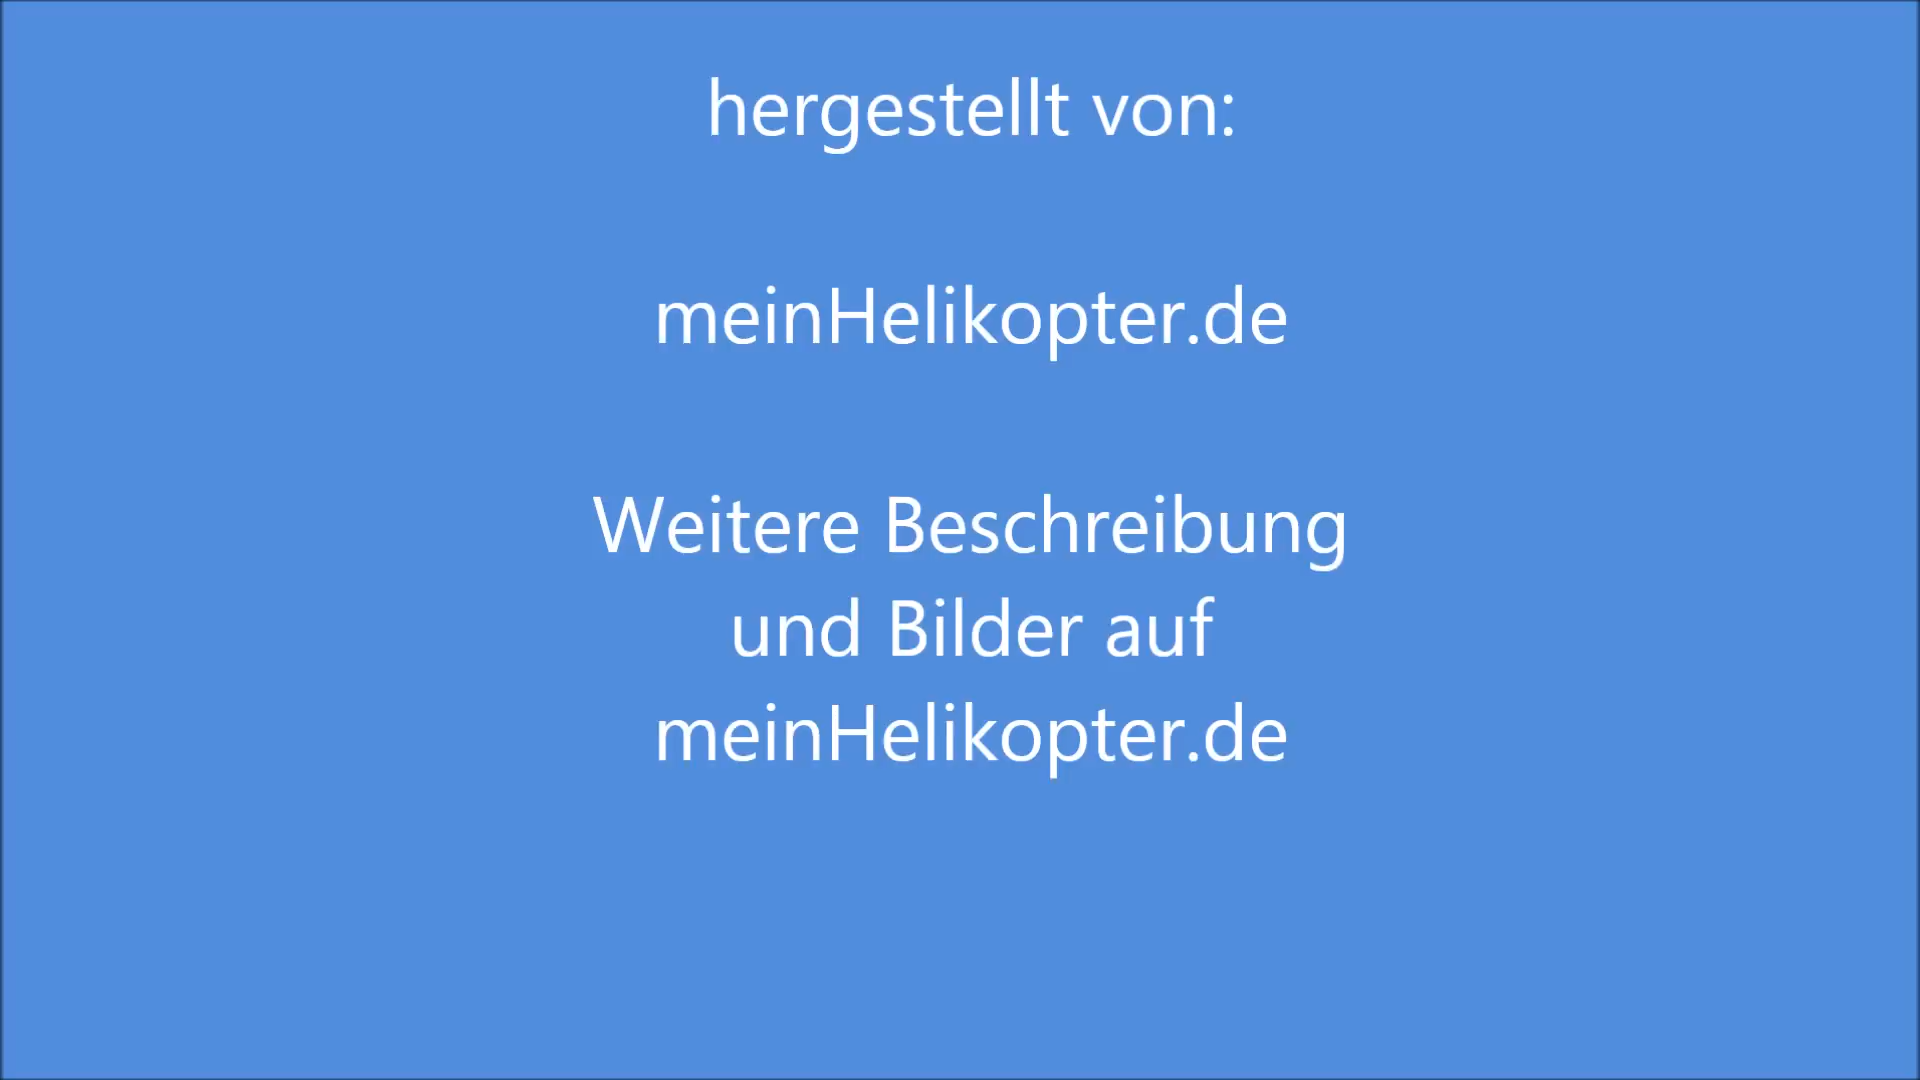 hergestellt von:
meinHelikopter.de
Weitere Beschreibung
und Bilder auf
meinHelikopter.de